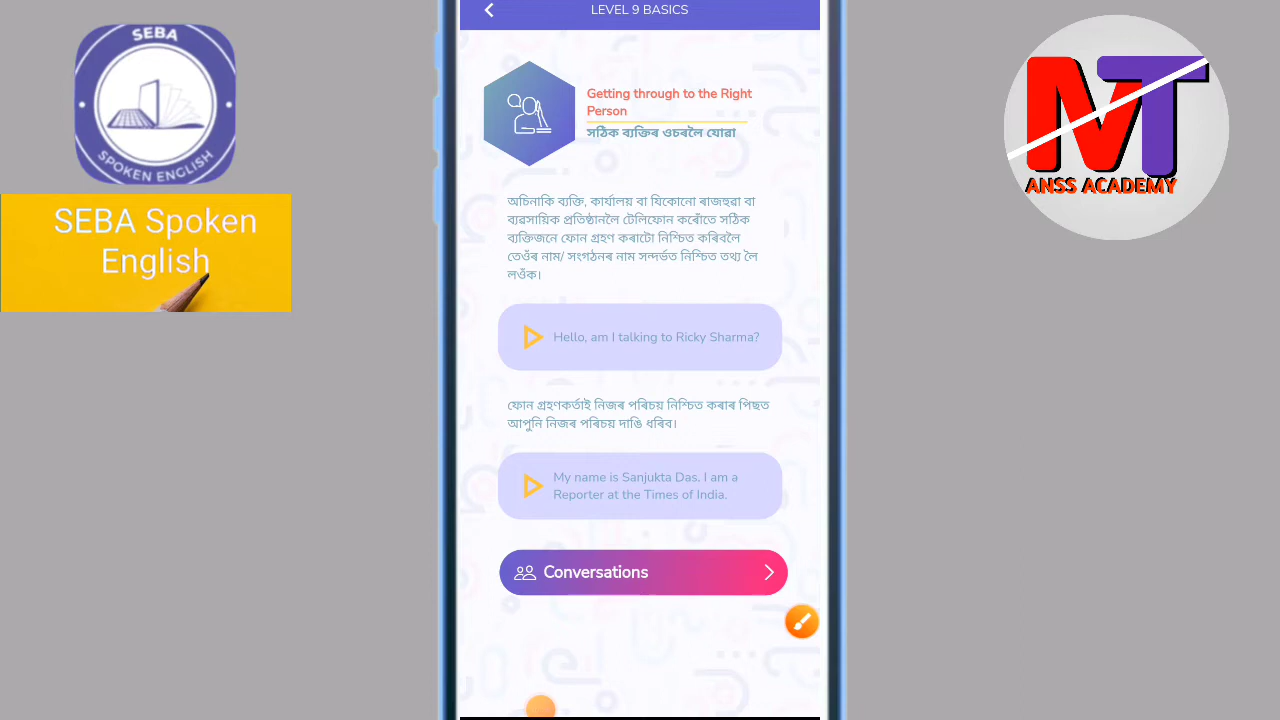 SEBA
SPOKEN ENGLISH
SEBA Spoken
English
LEVEL 9 BASICS
Getting through to the Right
Person
সঠিক ব্যক্তিৰ ওচৰলৈ যোৱা
অচিনাকি ব্যক্তি, কাৰ্যালয় বা যিকোনো ৰাজহুৱা বা
ব্যৱসায়িক প্ৰতিষ্ঠানলৈ টেলিফোন কৰোঁতে সঠিক
ব্যক্তিজনে ফোন গ্ৰহণ কৰাটো নিশ্চিত কৰিবলৈ
তেওঁৰ নাম/ সংগঠনৰ নাম সন্দৰ্ভত নিশ্চিত তথ্য লৈ
লওঁক।
Hello, am I talking to Ricky Sharma?
ফোন গ্ৰহণকৰ্তাই নিজৰ পৰিচয় নিশ্চিত কৰাৰ পিছত
আপুনি নিজৰ পৰিচয় দাঙি ধৰিব।
My name is Sanjukta Das. I am a
Reporter at the Times of India.
Conversations
MT
ANSS ACADEMY